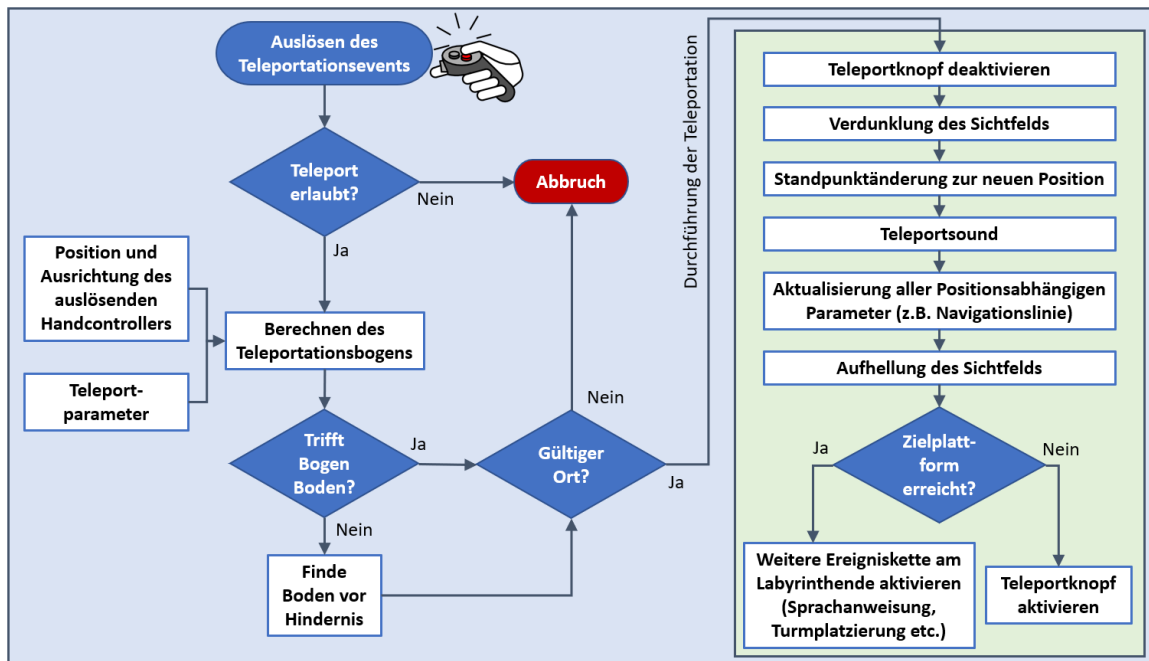 Auslösen des
Teleportationsevents
Teleport
erlaubt?
Nein
Abbruch
Ja
Position und
Ausrichtung des
auslösenden
Handcontrollers
Berechnen des
Teleportationsbogens
Teleport-
parameter
Trifft
Bogen
Boden?
Ja
Nein
Finde
Boden vor
Hindernis
Gültiger
Ort?
Nein
Ja
Durchführung der Teleportation
Teleportknopf deaktivieren
Verdunklung des Sichtfelds
Standpunktänderung zur neuen Position
Teleportsound
Aktualisierung aller Positionsabhängigen
Parameter (z.B. Navigationslinie)
Aufhellung des Sichtfelds
Zielplatt-
form
erreicht?
Ja
Nein
Weitere Ereigniskette am
Labyrinthende aktivieren
(Sprachanweisung,
Turmplatzierung etc.)
Teleportknopf
aktivieren